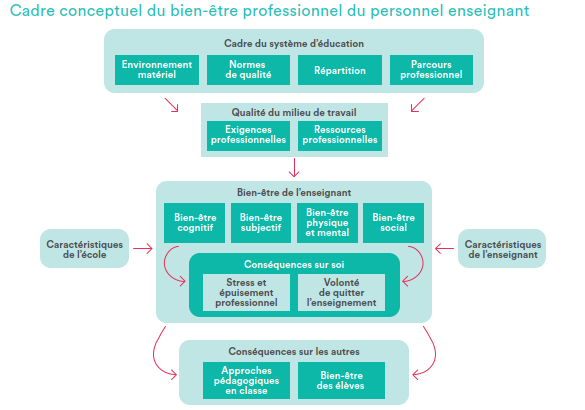 Cadre conceptuel du bien-être professionnel du personnel enseignant
Cadre du système d'éducation
Environnement
matériel
Normes
de qualité
Répartition
Parcours
professionnel
Qualité du milieu de travail
Exigences
professionnelles
Ressources
professionnelles
Bien-être de l'enseignant
Bien-être
cognitif
Bien-être
subjectif
Bien-être
physique
et mental
Bien-être
social
Caractéristiques
de l'école
Caractéristiques
de l'enseignant
Conséquences sur soi
Stress et
épuisement
professionnel
Volonté
de quitter
l'enseignement
Conséquences sur les autres
Approches
pédagogiques
en classe
Bien-être
des élèves